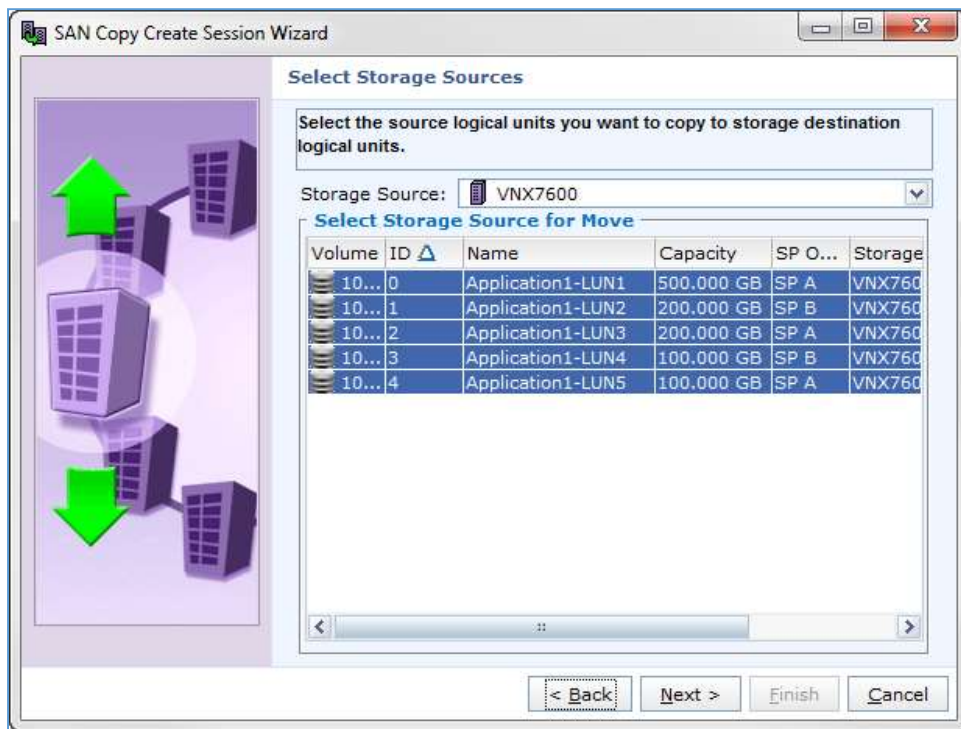 SAN Copy Create Session Wizard
Select Storage Sources
Select the source logical units you want to copy to storage destination
logical units.
Storage Source: VNX7600
Select Storage Source for Move
Volume ID Name Capacity SP O... Storage
10... 0 Application1-LUN1 500.000 GB SP A VNX760
10... 1 Application1-LUN2 200.000 GB SP B VNX760
10... 2 Application1-LUN3 200.000 GB SP A VNX760
10... 3 Application1-LUN4 100.000 GB SP B VNX760
10... 4 Application1-LUN5 100.000 GB SP A VNX760
< Back Next > Finish Cancel